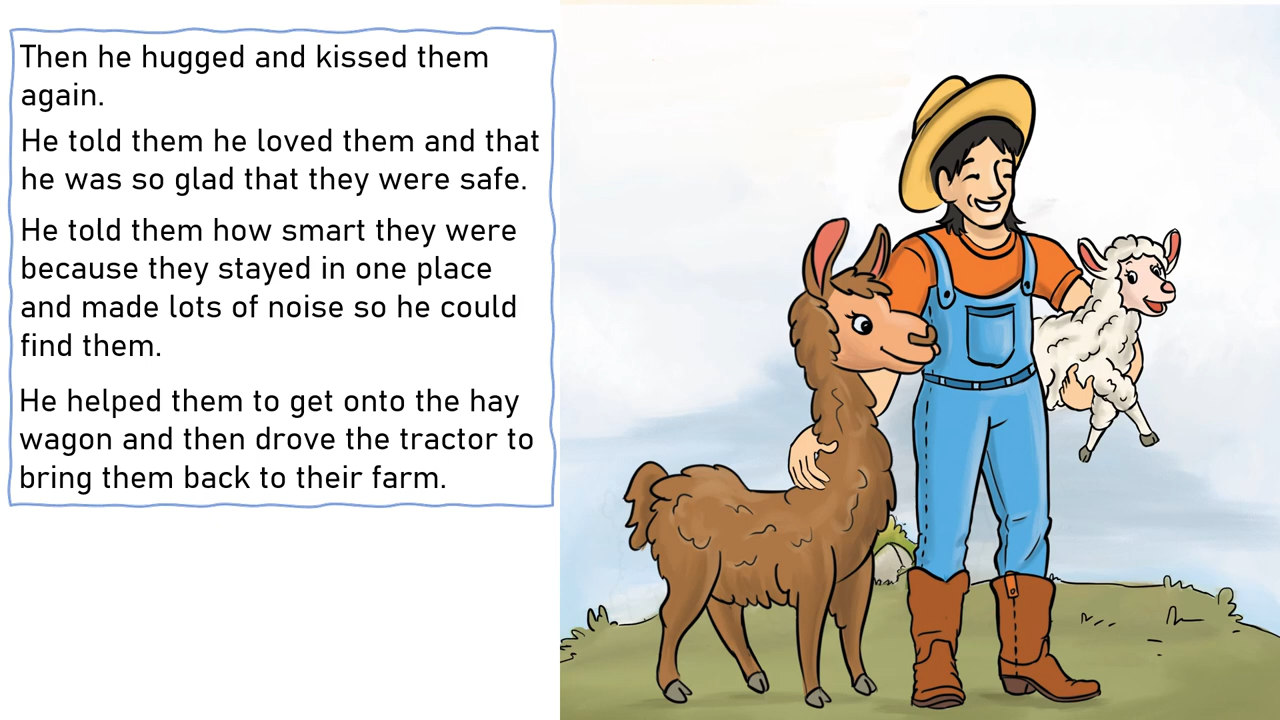 Then he hugged and kissed them
again.
He told them he loved them and that
he was so glad that they were safe.
He told them how smart they were
because they stayed in one place
and made lots of noise so he could
find them.
He helped them to get onto the hay
wagon and then drove the tractor to
bring them back to their farm.